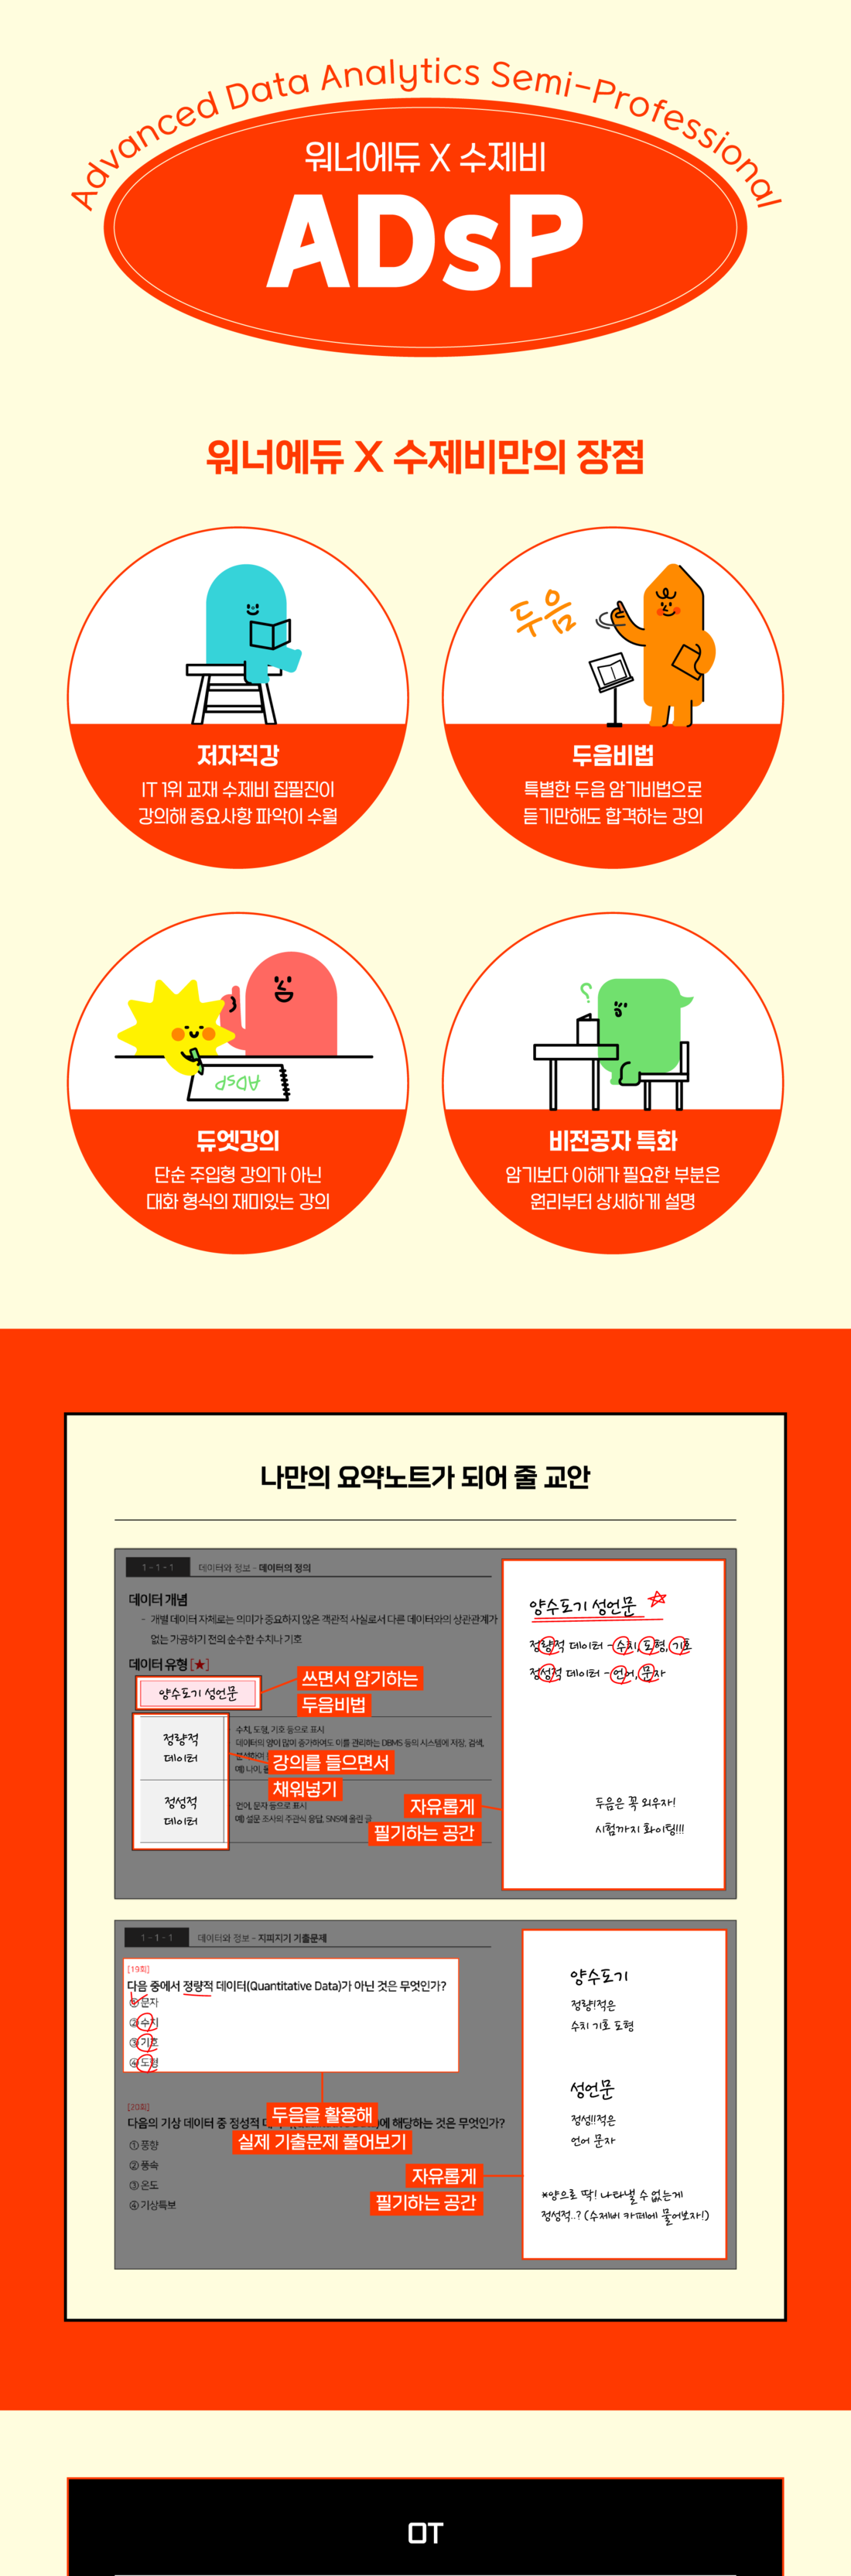 Advanced Data Analytics Semi-Professional
워너에듀 X 수제비
ADsP
워너에듀 X 수제비만의 장점
두음
저자직강
IT 1위 교재 수제비 집필진이
강의해 중요사항 파악이 수월
두음비법
특별한 두음 암기비법으로
듣기만해도 합격하는 강의
ADsP
듀엣강의
단순 주입형 강의가 아닌
대화 형식의 재미있는 강의
?
비전공자 특화
암기보다 이해가 필요한 부분은
원리부터 상세하게 설명
나만의 요약노트가 되어 줄 교안
1-1-1 데이터와 정보 - 데이터의 정의
데이터 개념
- 개별 데이터 자체로는 의미가 중요하지 않은 객관적 사실로서 다른 데이터와의 상관관계가
없는 가공하기 전의 순수한 수치나 기호
데이터 유형 [★]
양수도기 성언문
쓰면서 암기하는
두음비법
정량적
데이터
수치, 도형, 기호 등으로 표시
데이터의 양이 많이 증가하여도 이를 관리하는 DBMS 등의 시스템에 저장, 검색,
분석하여
예) 나이,
강의를 들으면서
채워넣기
정성적
데이터
언어, 문자 등으로 표시
예) 설문 조사의 주관식 응답, SNS에 올린 글
자유롭게
필기하는 공간
양수도기 성언문 ☆
정량적 데이터 - 수치, 도형, 기호
정성적 데이터 - 언어, 문자
두음은 꼭 외우자!
시험까지 화이팅!!!
1-1-1 데이터와 정보 - 지피지기 기출문제
[19회]
다음 중에서 정량적 데이터(Quantitative Data)가 아닌 것은 무엇인가?
① 문자
② 수치
③ 기호
④ 도형
[20회]
다음의 기상 데이터 중 정성적 에 해당하는 것은 무엇인가?
① 풍향
② 풍속
③ 온도
④ 기상특보
두음을 활용해
실제 기출문제 풀어보기
자유롭게
필기하는 공간
양수도기
정량!적은
수치 기호 도형
성언문
정성!!적은
언어 문자
*양으로 딱! 나타낼 수 없는게
정성적..? (수제비 카페에 물어보자!)
OT